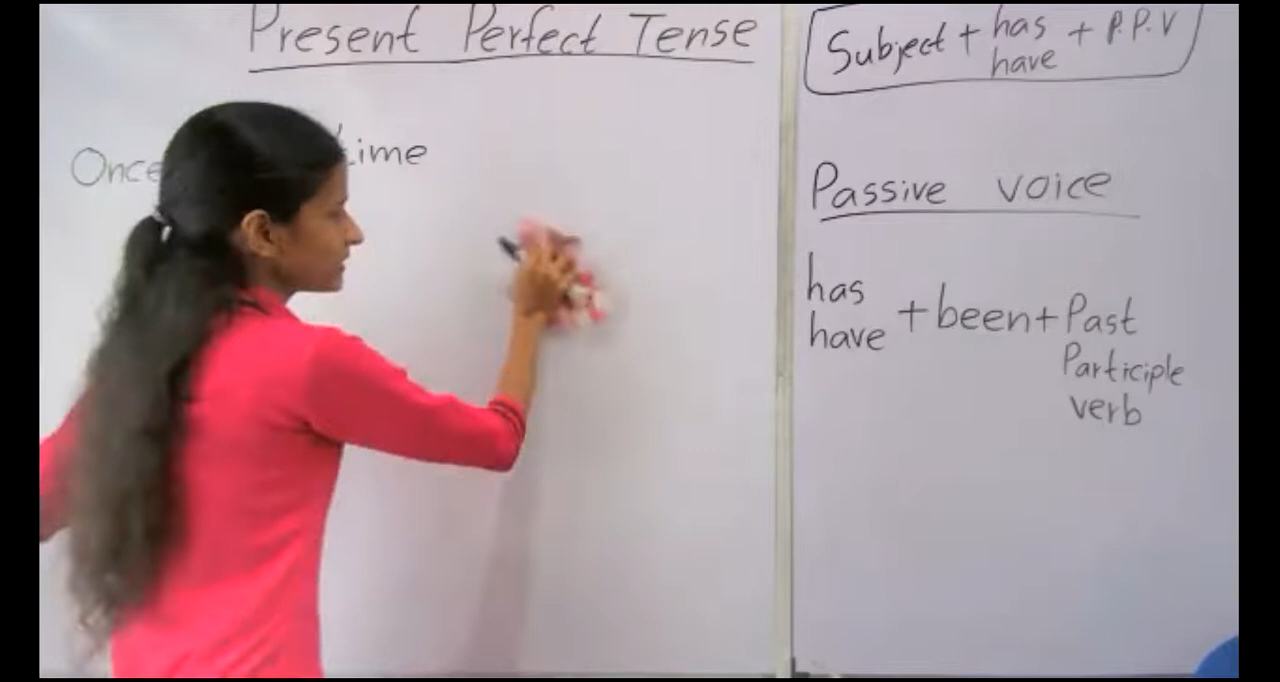 Present Perfect Tense
Once
time
Subject + has
have + P.P.V
Passive voice
has
have + been + Past
Participle
verb